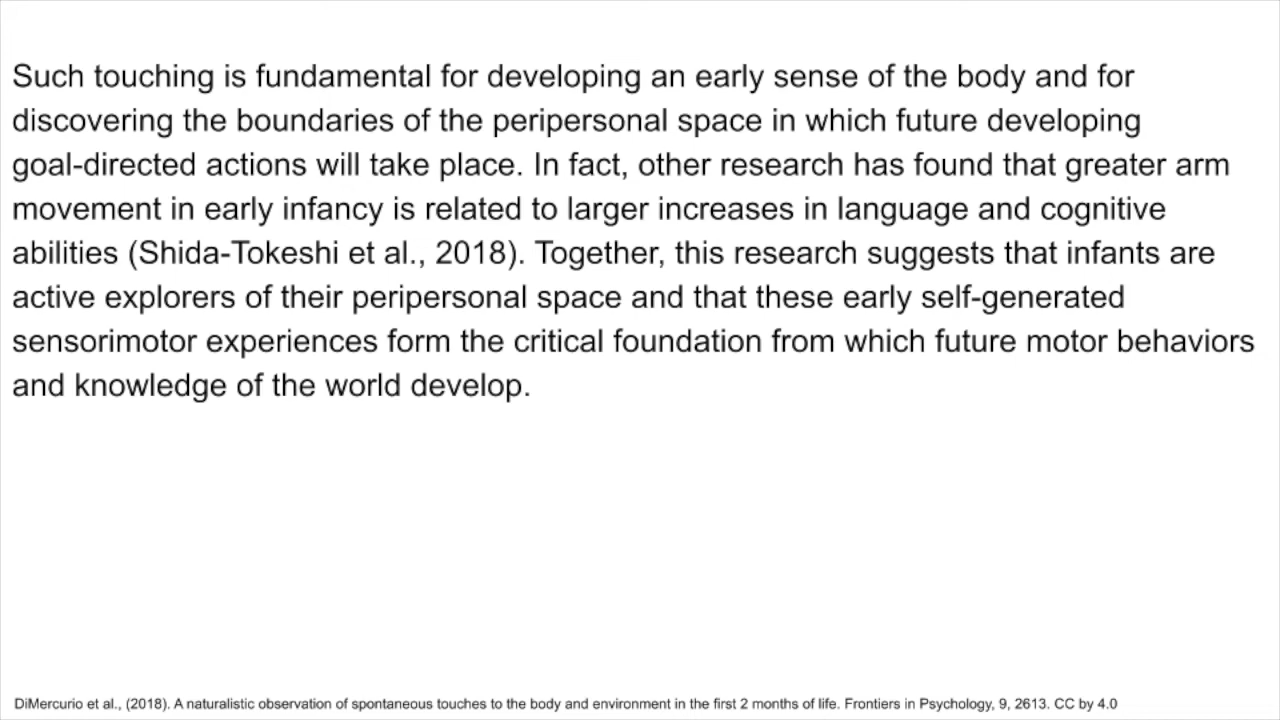 Such touching is fundamental for developing an early sense of the body and for
discovering the boundaries of the peripersonal space in which future developing
goal-directed actions will take place. In fact, other research has found that greater arm
movement in early infancy is related to larger increases in language and cognitive
abilities (Shida-Tokeshi et al., 2018). Together, this research suggests that infants are
active explorers of their peripersonal space and that these early self-generated
sensorimotor experiences form the critical foundation from which future motor behaviors
and knowledge of the world develop.
DiMercurio et al., (2018). A naturalistic observation of spontaneous touches to the body and environment in the first 2 months of life. Frontiers in Psychology, 9, 2613. CC by 4.0